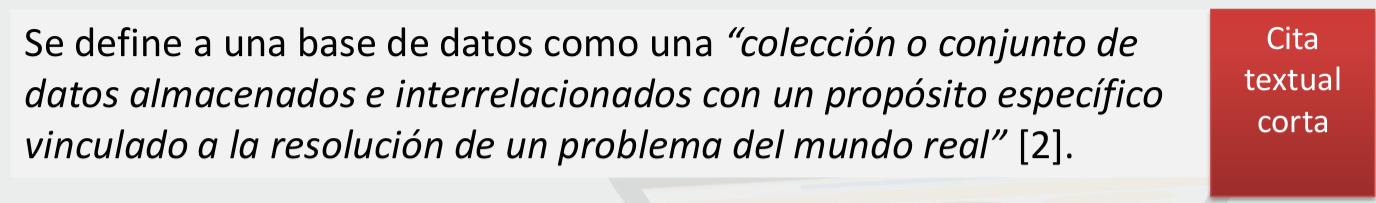 Se define a una base de datos como una “colección o conjunto de
datos almacenados e interrelacionados con un propósito específico
vinculado a la resolución de un problema del mundo real” [2].
Cita
textual
corta